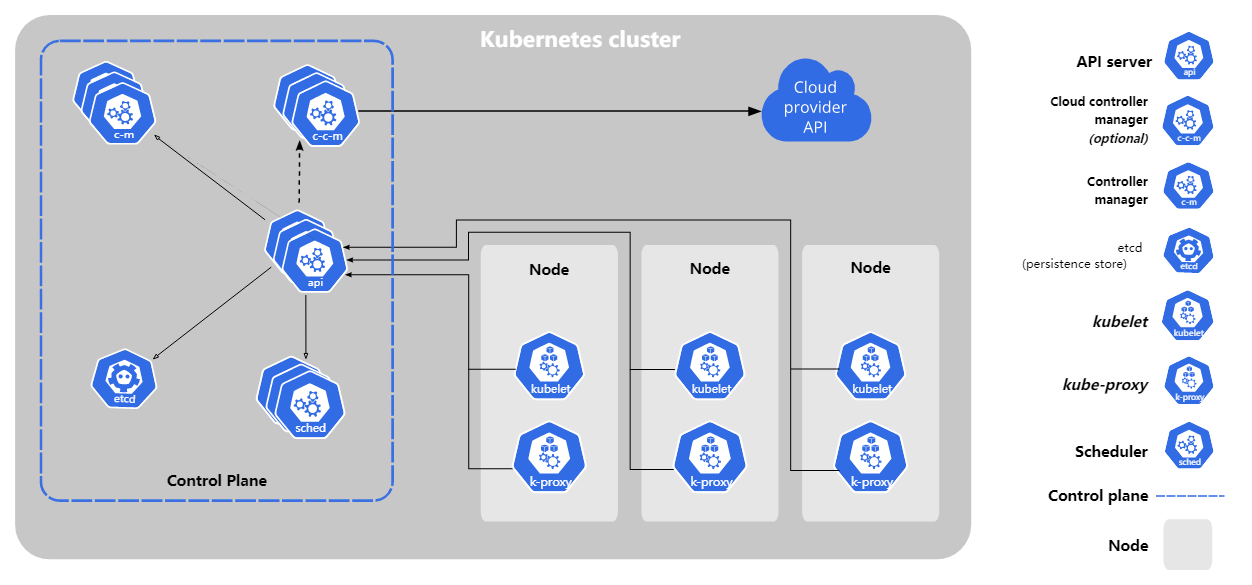 Kubernetes cluster
c-m
c-c-m
Cloud
provider
API
api
etcd
sched
Control Plane
Node
kubelet
k-proxy
Node
kubelet
k-proxy
Node
kubelet
k-proxy
API server
api
Cloud controller
manager
(optional)
c-c-m
Controller
manager
c-m
etcd
(persistence store)
etcd
kubelet
kubelet
kube-proxy
k-proxy
Scheduler
sched
Control plane
Node